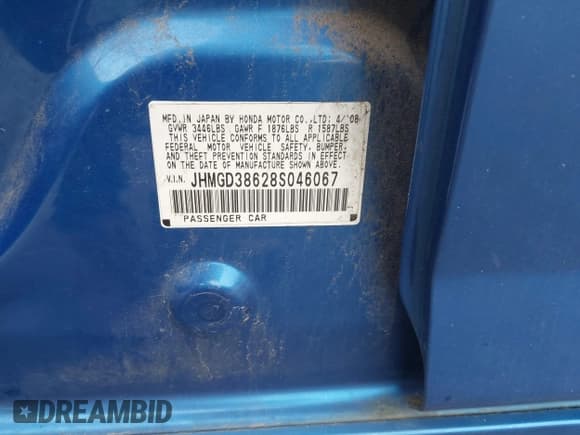 MFD.IN JAPAN BY HONDA MOTOR CO.,LTD: 4/'08
GVWR 3446LBS GAWR F 1876LBS R 1587LBS
THIS VEHICLE CONFORMS TO ALL APPLICABLE
FEDERAL MOTOR VEHICLE SAFETY, BUMPER,
AND THEFT PREVENTION STANDARDS IN EFFECT
ON THE DATE OF MANUFACTURE SHOWN ABOVE.
V.I.N. JHMGD38628S046067
PASSENGER CAR
DREAMBID